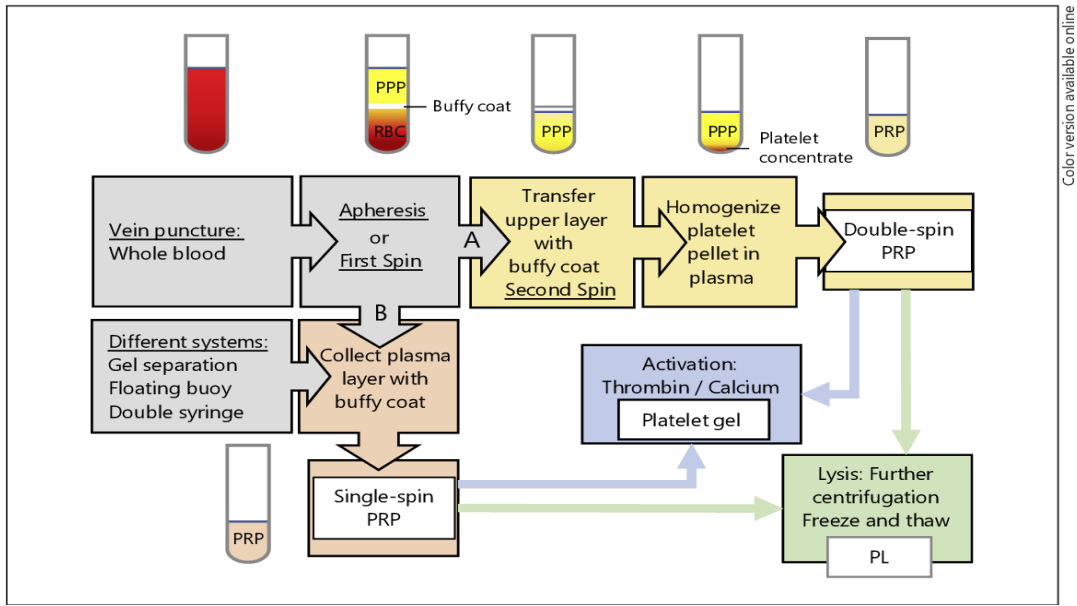 Color version available online
PPP
Buffy coat
RBC
PPP
PPP
Platelet
concentrate
PRP
Vein puncture:
Whole blood
Apheresis
or
First Spin
A
Transfer
upper layer
with
buffy coat
Second Spin
Homogenize
platelet
pellet in
plasma
Double-spin
PRP
B
Different systems:
Gel separation
Floating buoy
Double syringe
Collect plasma
layer with
buffy coat
Activation:
Thrombin / Calcium
Platelet gel
PRP
Single-spin
PRP
Lysis: Further
centrifugation
Freeze and thaw
PL